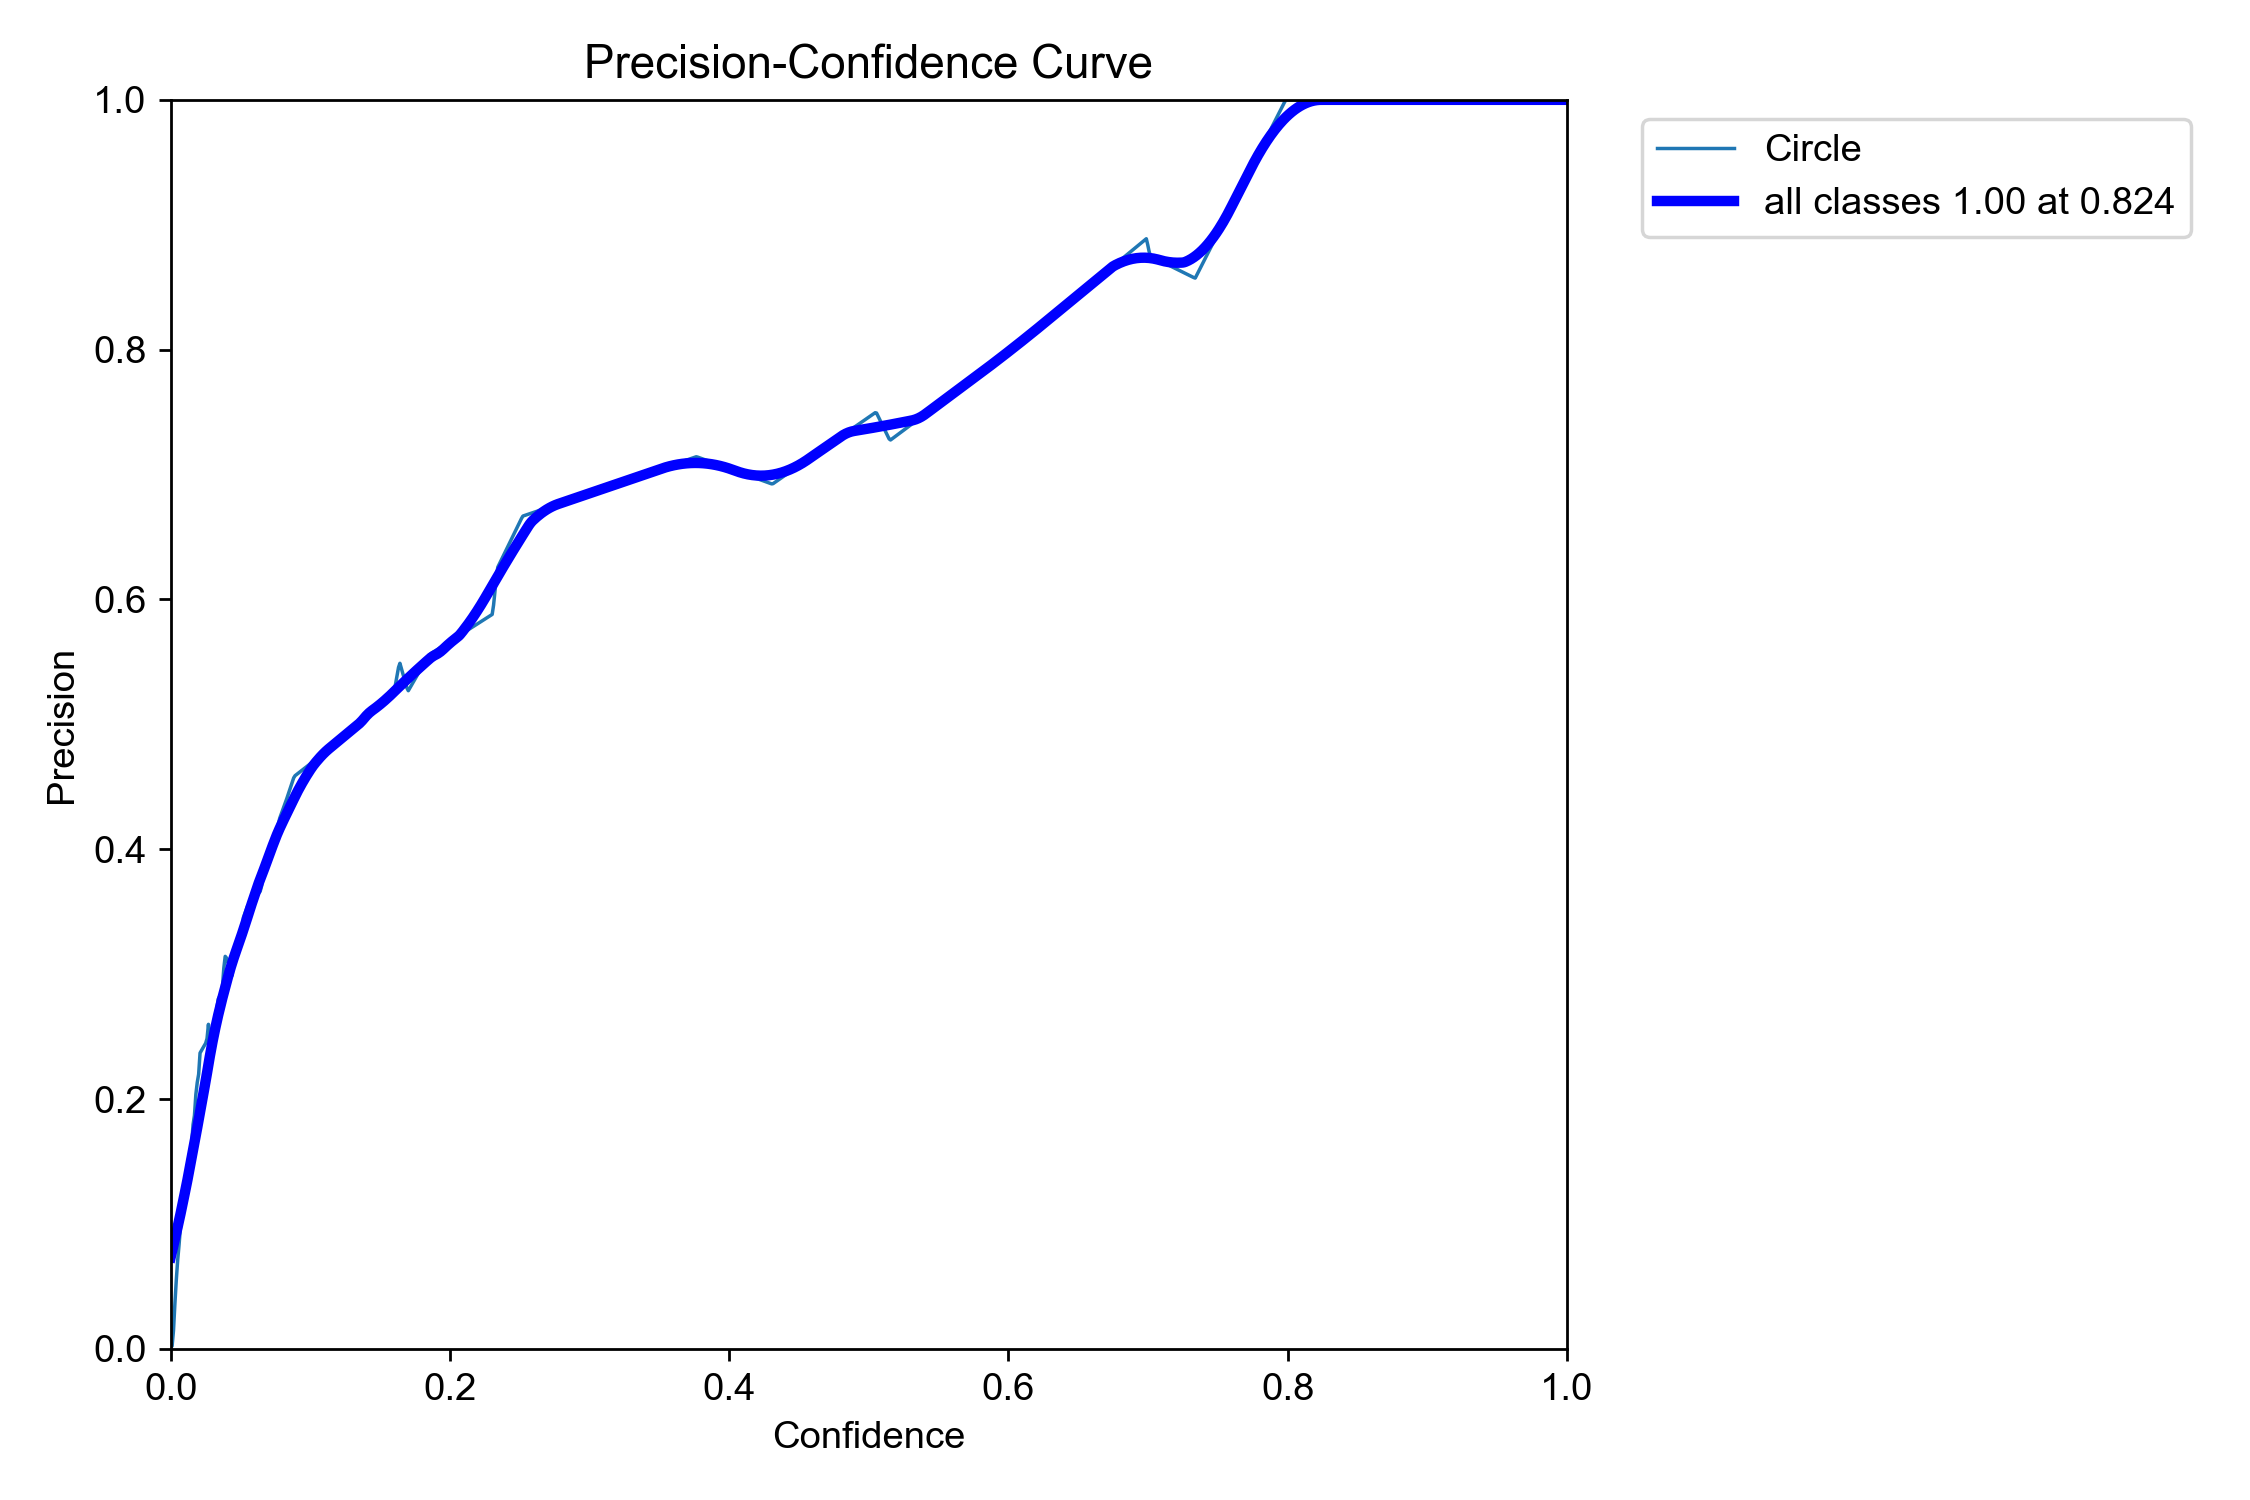 Precision-Confidence Curve
1.0
0.8
0.6
0.4
0.2
0.0
Precision
0.0 0.2 0.4 0.6 0.8 1.0
Confidence
Circle
all classes 1.00 at 0.824